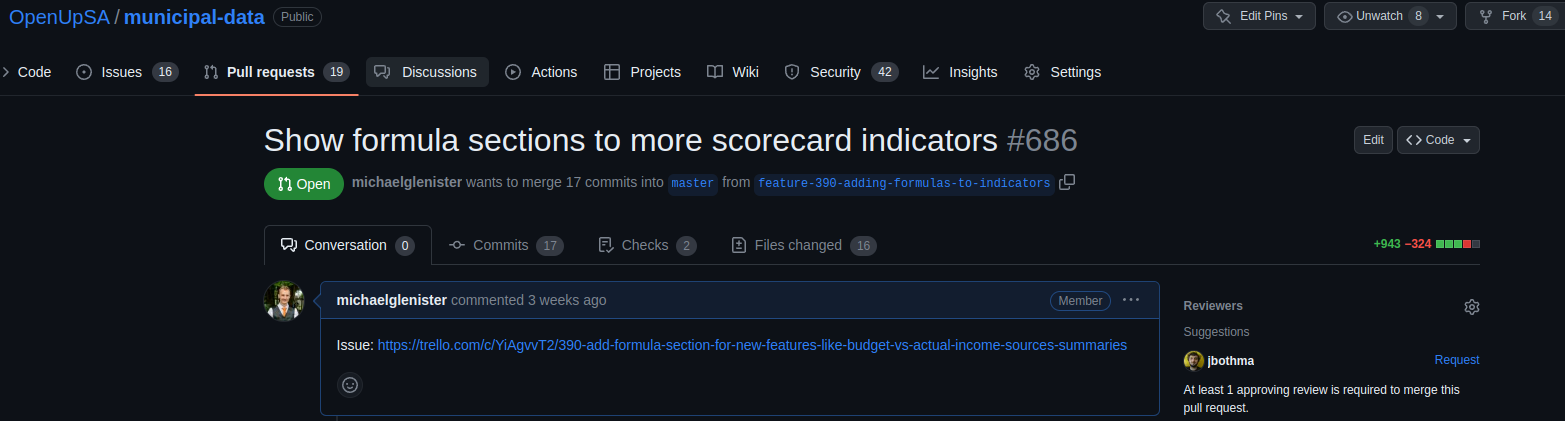 OpenUpSA / municipal-data Public Edit Pins Unwatch 8 Fork 14
Code Issues 16 Pull requests 19 Discussions Actions Projects Wiki Security 42 Insights Settings
Show formula sections to more scorecard indicators #686 Edit Code
Open michaelglenister wants to merge 17 commits into master from feature-390-adding-formulas-to-indicators
Conversation 0 Commits 17 Checks 2 Files changed 16 +943 −324
michaelglenister commented 3 weeks ago Member
Issue: https://trello.com/c/YiAgvvT2/390-add-formula-section-for-new-features-like-budget-vs-actual-income-sources-summaries
Reviewers
Suggestions
jbothma Request
At least 1 approving review is required to merge this
pull request.